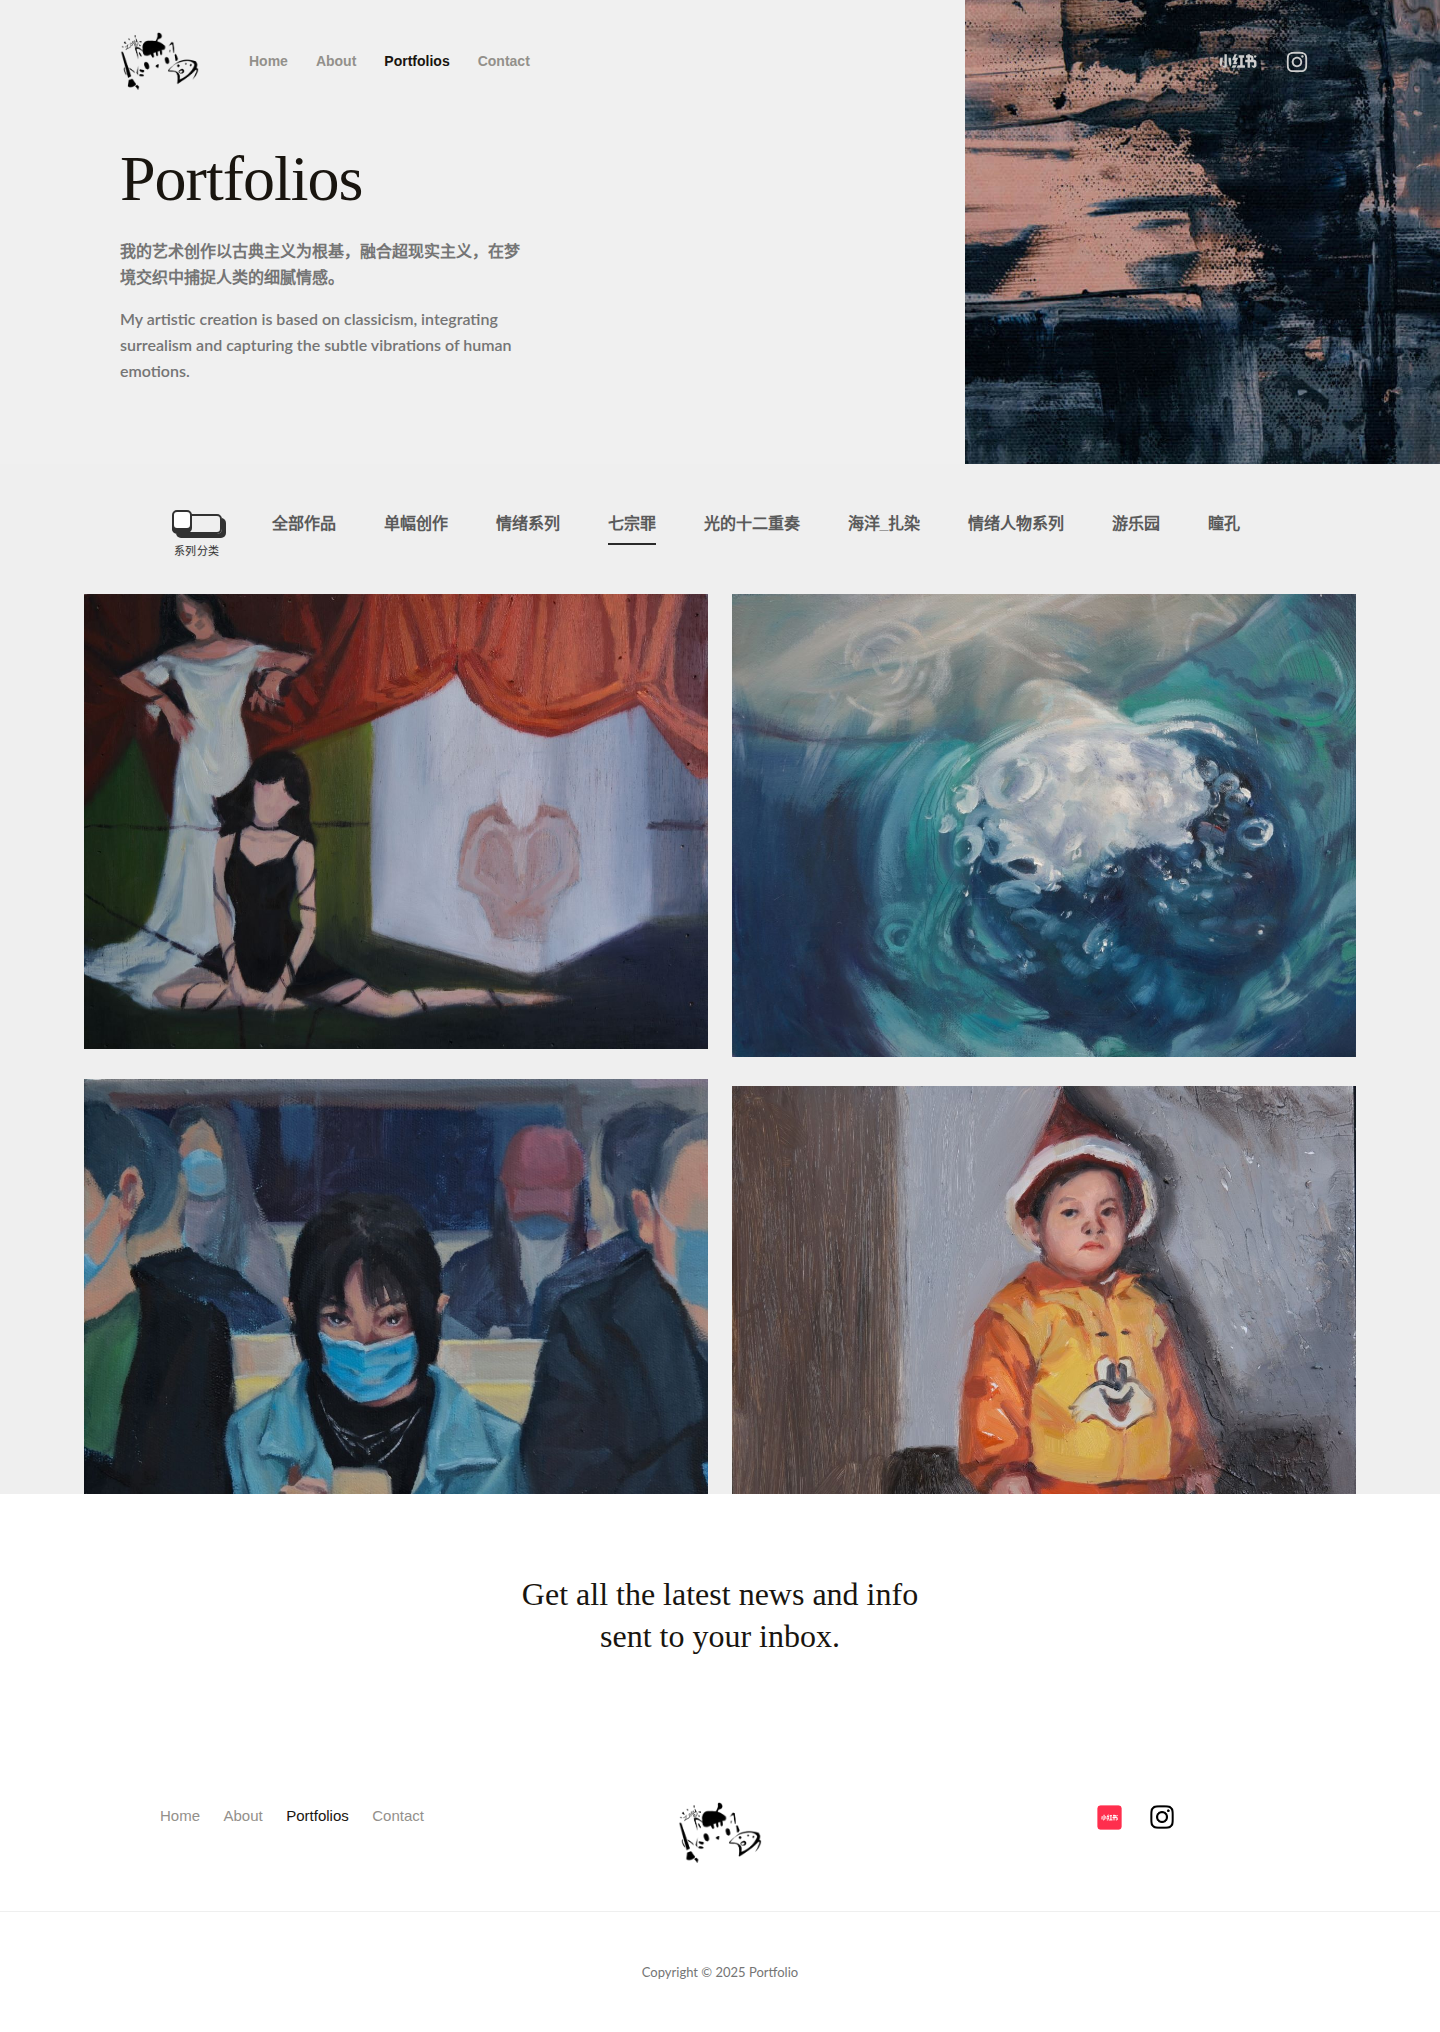 Home About Portfolios Contact
小红书
Portfolios
我的艺术创作以古典主义为根基，融合超现实主义，在梦
境交织中捕捉人类的细腻情感。
My artistic creation is based on classicism, integrating
surrealism and capturing the subtle vibrations of human
emotions.
系列分类
全部作品 单幅创作 情绪系列 七宗罪 光的十二重奏 海洋_扎染 情绪人物系列 游乐园 瞳孔
Get all the latest news and info
sent to your inbox.
Home About Portfolios Contact
小红书
Copyright © 2025 Portfolio